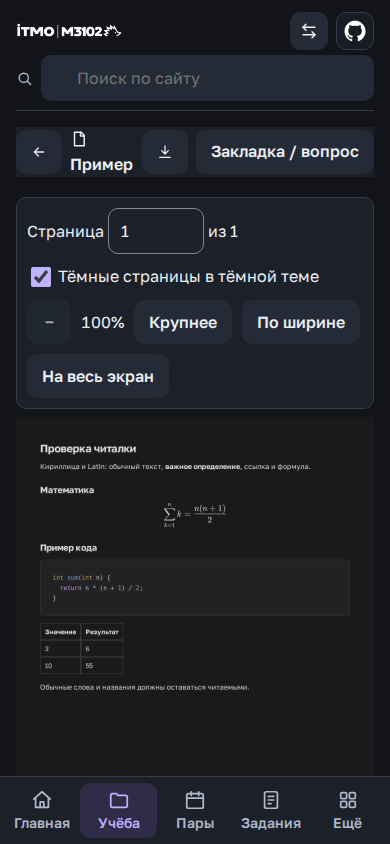 iTMO | M3102
Поиск по сайту
Пример
Закладка / вопрос
Страница 1 из 1
Тёмные страницы в тёмной теме
− 100% Крупнее По ширине
На весь экран
Проверка читалки
Кириллица и Latin: обычный текст, важное определение, ссылка и формула.
Математика
n
∑ k = n(n + 1)
k=1 2
Пример кода
int sum(int n) {
return n * (n + 1) / 2;
}
Значение Результат
3 6
10 55
Обычные слова и названия должны оставаться читаемыми.
Главная Учёба Пары Задания Ещё